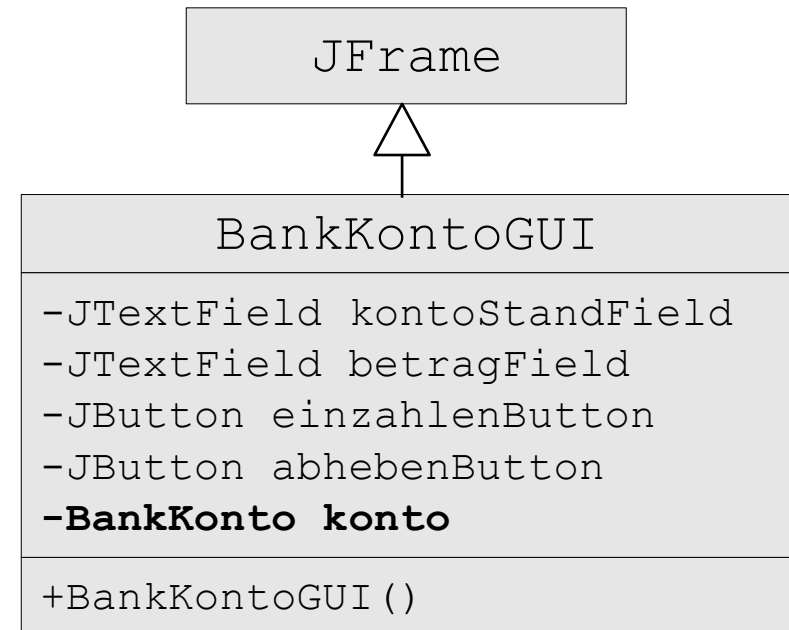 JFrame
BankKontoGUI
-JTextField kontoStandField
-JTextField betragField
-JButton einzahlenButton
-JButton abhebenButton
-BankKonto konto
+BankKontoGUI()